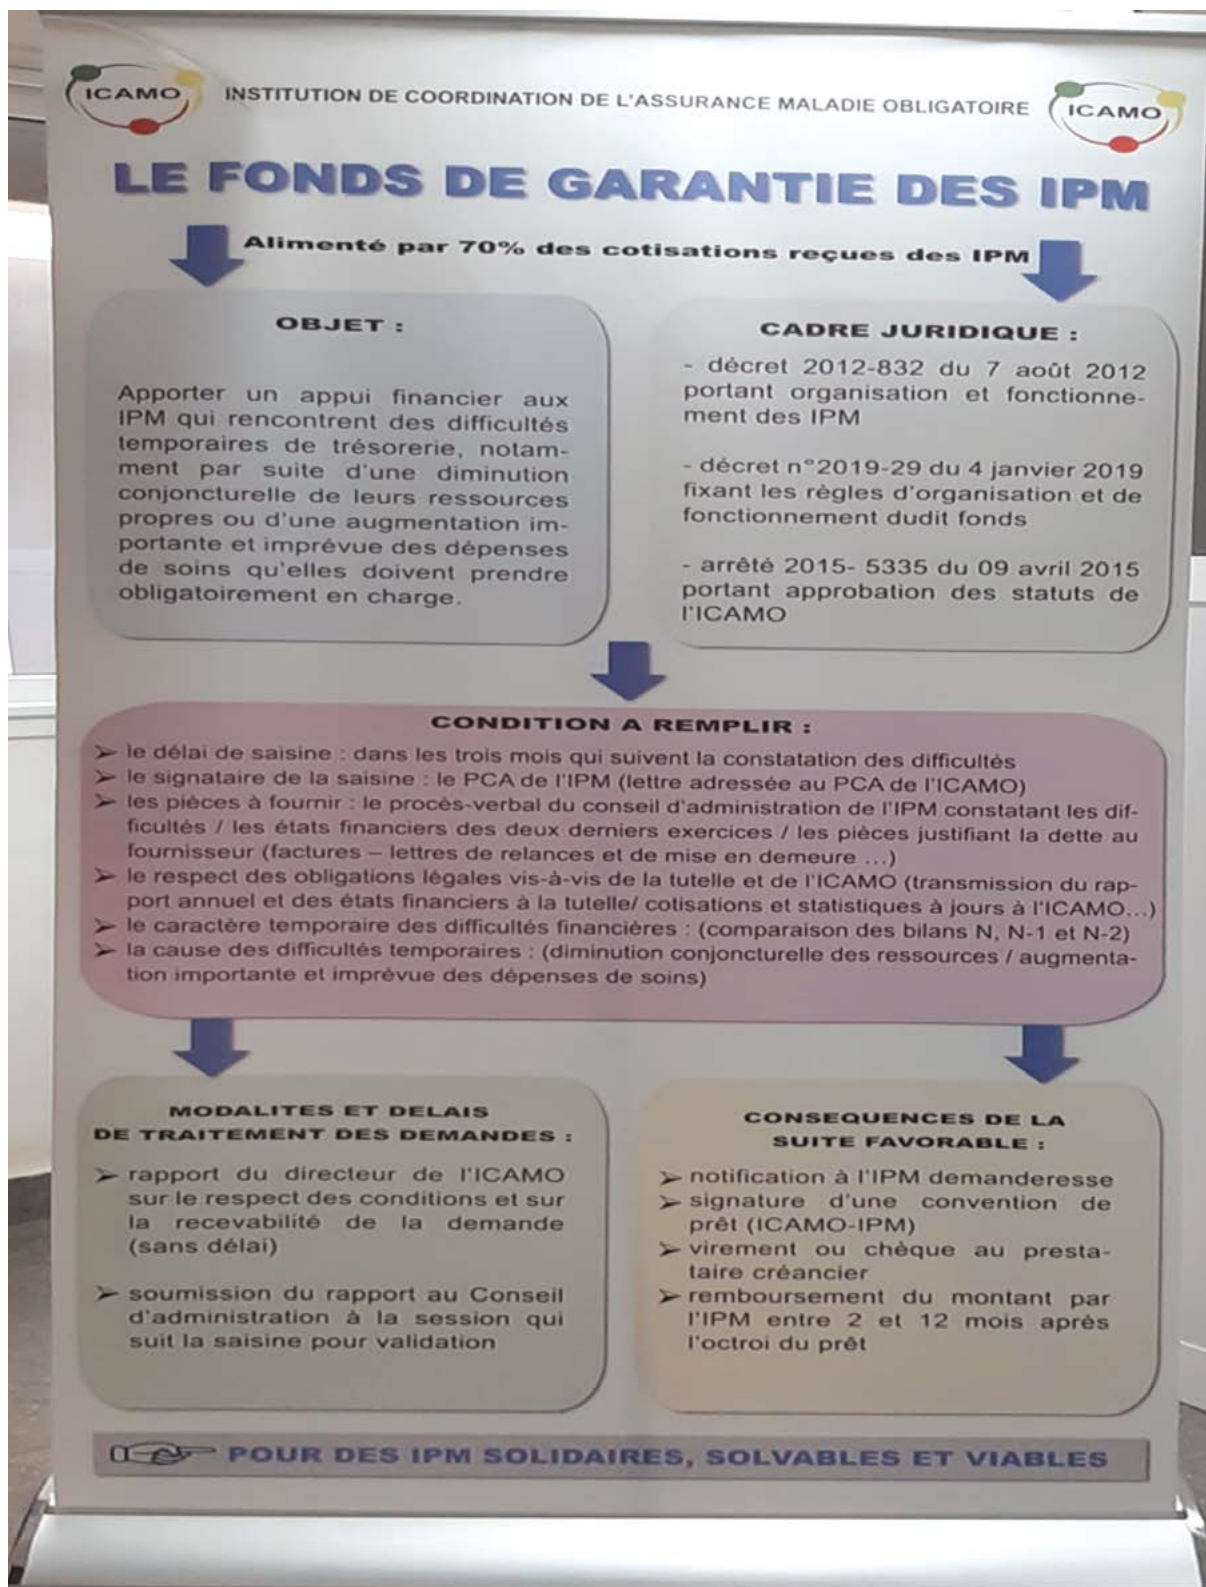 ICAMO
INSTITUTION DE COORDINATION DE L'ASSURANCE MALADIE OBLIGATOIRE
ICAMO
LE FONDS DE GARANTIE DES IPM
Alimenté par 70% des cotisations reçues des IPM
OBJET :
Apporter un appui financier aux
IPM qui rencontrent des difficultés
temporaires de trésorerie, notam-
ment par suite d'une diminution
conjoncturelle de leurs ressources
propres ou d'une augmentation im-
portante et imprévue des dépenses
de soins qu'elles doivent prendre
obligatoirement en charge.
CADRE JURIDIQUE :
- décret 2012-832 du 7 août 2012
portant organisation et fonctionne-
ment des IPM
- décret n°2019-29 du 4 janvier 2019
fixant les règles d'organisation et de
fonctionnement dudit fonds
- arrêté 2015- 5335 du 09 avril 2015
portant approbation des statuts de
l'ICAMO
CONDITION A REMPLIR :
➢ le délai de saisine : dans les trois mois qui suivent la constatation des difficultés
➢ le signataire de la saisine : le PCA de l'IPM (lettre adressée au PCA de l'ICAMO)
➢ les pièces à fournir : le procès-verbal du conseil d'administration de l'IPM constatant les dif-
ficultés / les états financiers des deux derniers exercices / les pièces justifiant la dette au
fournisseur (factures – lettres de relances et de mise en demeure ...)
➢ le respect des obligations légales vis-à-vis de la tutelle et de l'ICAMO (transmission du rap-
port annuel et des états financiers à la tutelle/ cotisations et statistiques à jours à l'ICAMO...)
➢ le caractère temporaire des difficultés financières : (comparaison des bilans N, N-1 et N-2)
➢ la cause des difficultés temporaires : (diminution conjoncturelle des ressources / augmenta-
tion importante et imprévue des dépenses de soins)
MODALITES ET DELAIS
DE TRAITEMENT DES DEMANDES :
➢ rapport du directeur de l'ICAMO
sur le respect des conditions et sur
la recevabilité de la demande
(sans délai)
➢ soumission du rapport au Conseil
d'administration à la session qui
suit la saisine pour validation
CONSEQUENCES DE LA
SUITE FAVORABLE :
➢ notification à l'IPM demanderesse
➢ signature d'une convention de
prêt (ICAMO-IPM)
➢ virement ou chèque au presta-
taire créancier
➢ remboursement du montant par
l'IPM entre 2 et 12 mois après
l'octroi du prêt
POUR DES IPM SOLIDAIRES, SOLVABLES ET VIABLES